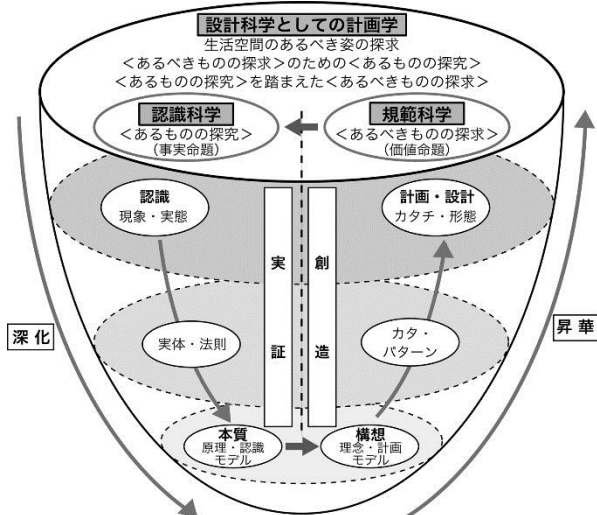 設計科学としての計画学
生活空間のあるべき姿の探求
＜あるべきものの探求＞のための＜あるものの探究＞
＜あるものの探究＞を踏まえた＜あるべきものの探求＞
認識科学
＜あるものの探究＞
（事実命題）
規範科学
＜あるべきものの探求＞
（価値命題）
認識
現象・実態
計画・設計
カタチ・形態
実証
創造
深化
昇華
実体・法則
カタ・
パターン
本質
原理・認識
モデル
構想
理念・計画
モデル